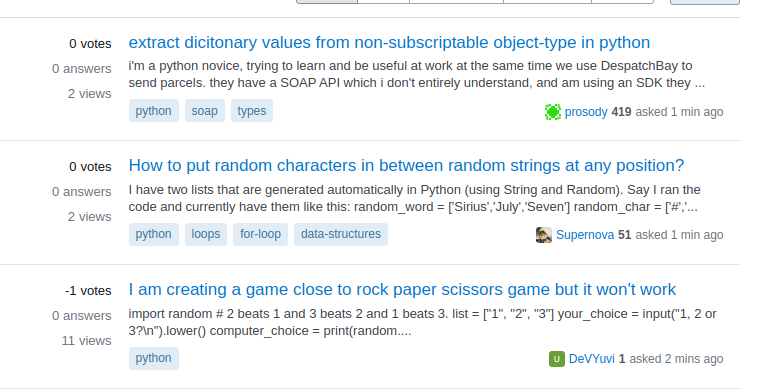 0 votes
extract dicitonary values from non-subscriptable object-type in python
0 answers
i'm a python novice, trying to learn and be useful at work at the same time we use DespatchBay to
send parcels. they have a SOAP API which i don't entirely understand, and am using an SDK they ...
2 views
python soap types
prosody 419 asked 1 min ago
0 votes
How to put random characters in between random strings at any position?
0 answers
I have two lists that are generated automatically in Python (using String and Random). Say I ran the
code and currently have them like this: random_word = ['Sirius','July','Seven'] random_char = ['#','...
2 views
python loops for-loop data-structures
Supernova 51 asked 1 min ago
-1 votes
I am creating a game close to rock paper scissors game but it won't work
0 answers
import random # 2 beats 1 and 3 beats 2 and 1 beats 3. list = ["1", "2", "3"] your_choice = input("1, 2 or
3?\n").lower() computer_choice = print(random....
11 views
python
U DeVYuvi 1 asked 2 mins ago